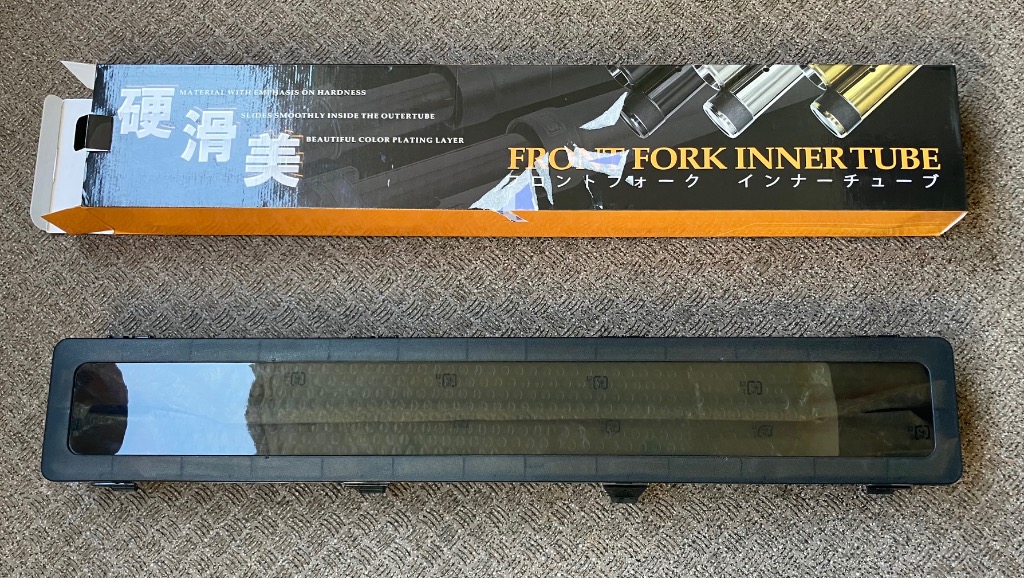 硬 MATERIAL WITH EMPHASIS ON HARDNESS
滑 SLIDES SMOOTHLY INSIDE THE OUTERTUBE
美 BEAUTIFUL COLOR PLATING LAYER
FRONT FORK INNER TUBE
フロントフォーク インナーチューブ